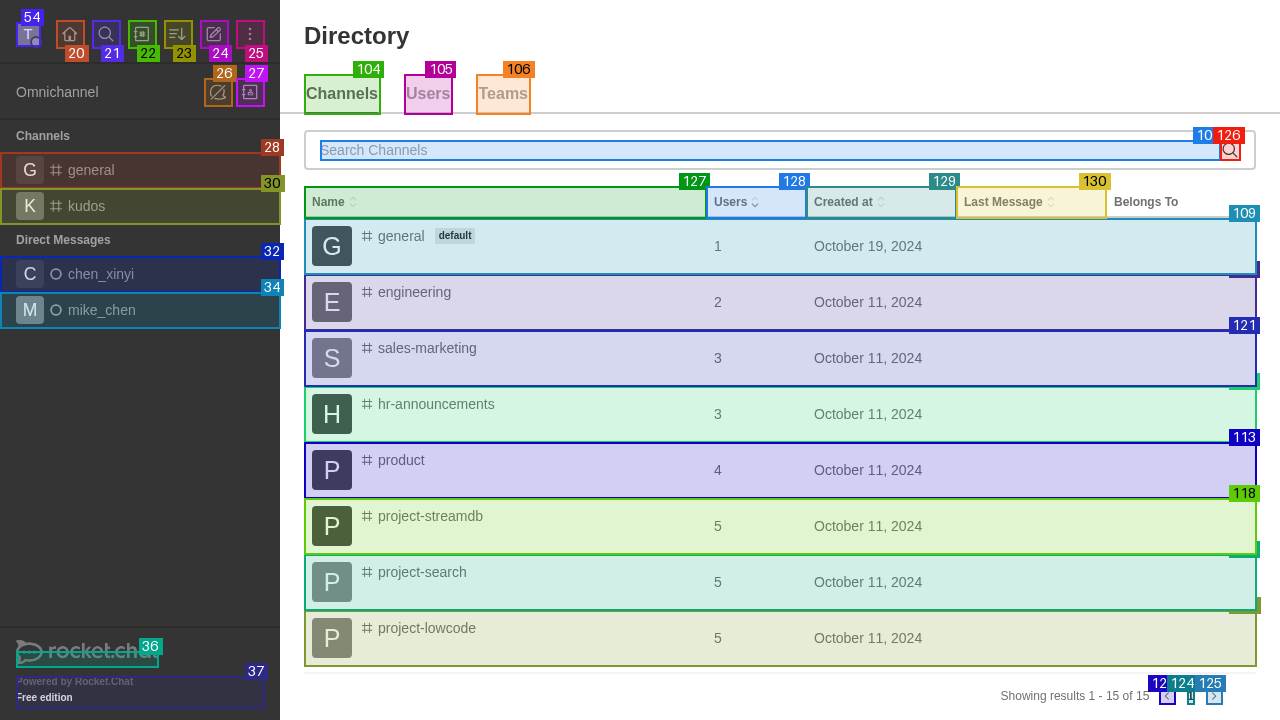 54
T
20
21
22
23
24
25
26
27
Omnichannel
Channels
28
G general
30
K kudos
Direct Messages
32
C chen_xinyi
34
M mike_chen
36
rocket.chat
37
Powered by Rocket.Chat
Free edition
Directory
104
105
106
Channels
Users
Teams
10
126
Search Channels
127
128
129
130
Name
Users
Created at
Last Message
Belongs To
109
G general default 1 October 19, 2024
E engineering 2 October 11, 2024
121
S sales-marketing 3 October 11, 2024
H hr-announcements 3 October 11, 2024
113
P product 4 October 11, 2024
118
P project-streamdb 5 October 11, 2024
P project-search 5 October 11, 2024
P project-lowcode 5 October 11, 2024
12
124
125
Showing results 1 - 15 of 15
1